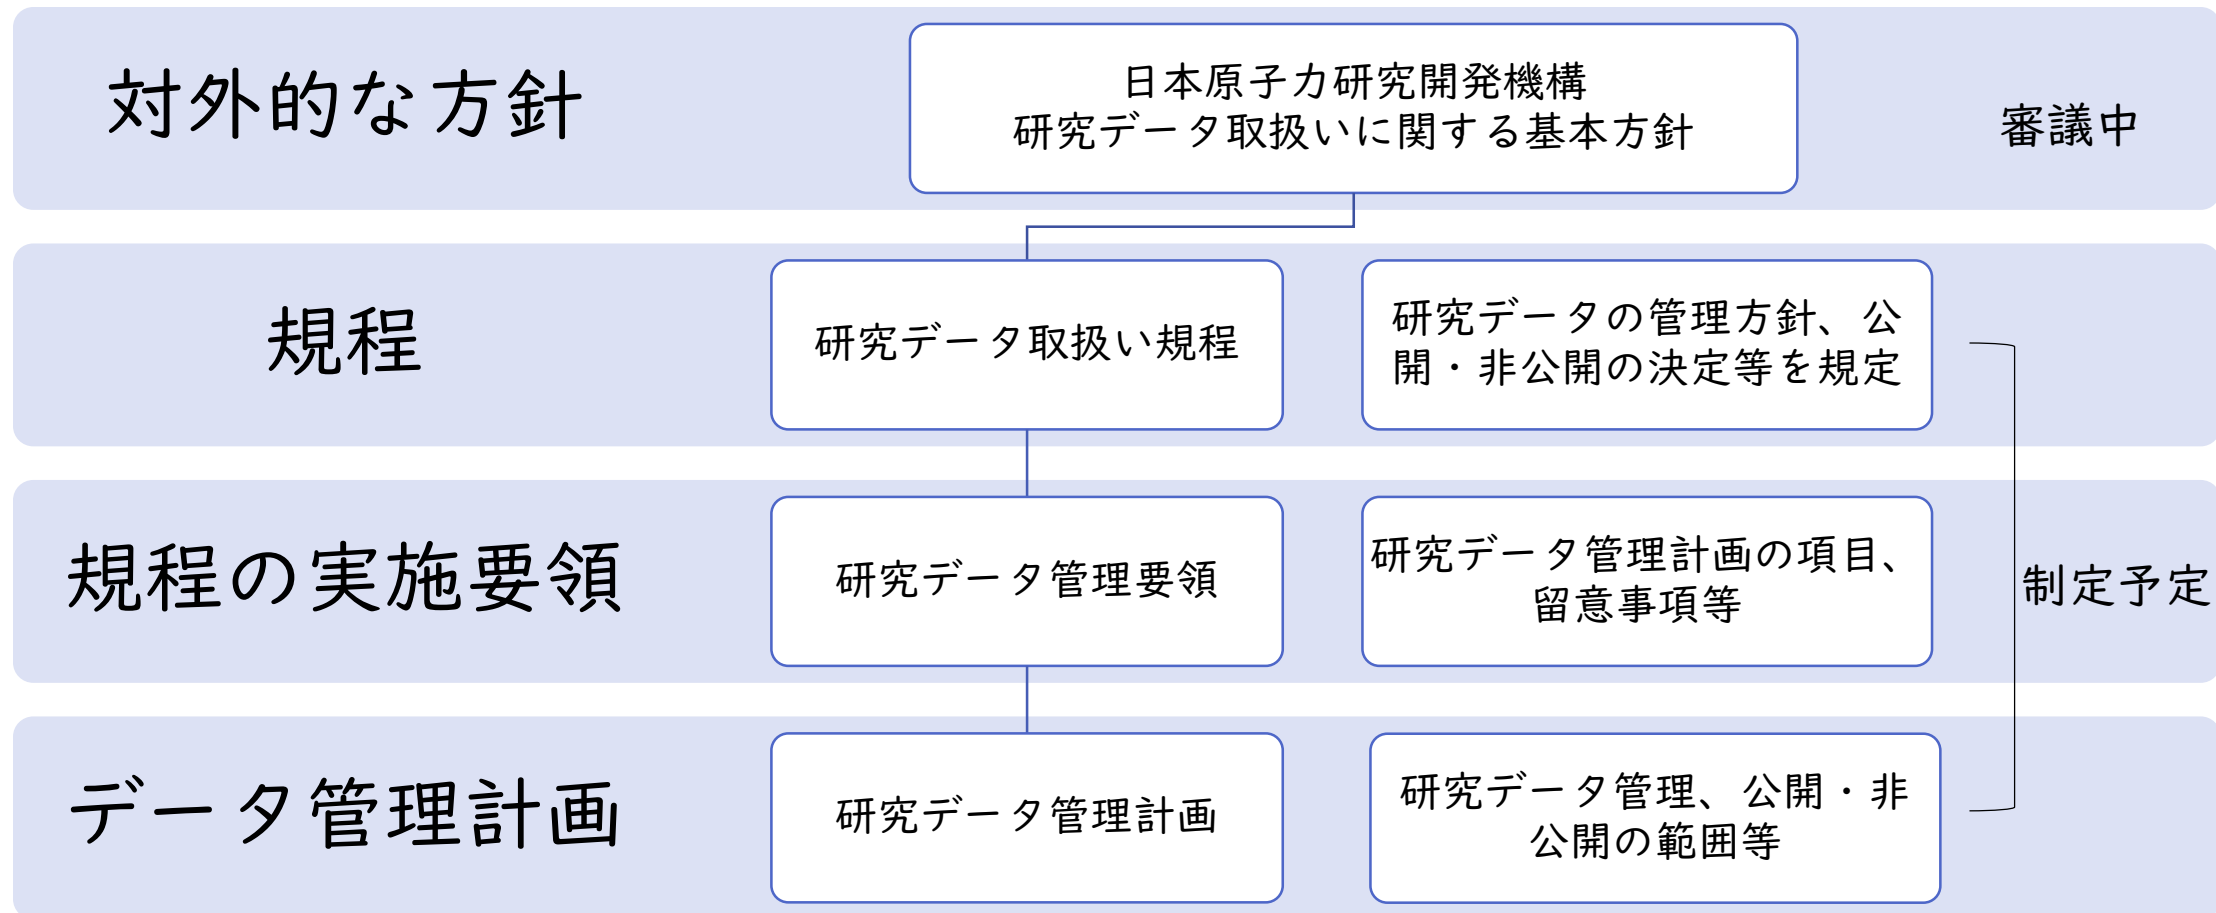 対外的な方針
日本原子力研究開発機構
研究データ取扱いに関する基本方針
審議中
規程
研究データ取扱い規程
研究データの管理方針、公
開・非公開の決定等を規定
規程の実施要領
研究データ管理要領
研究データ管理計画の項目、
留意事項等
制定予定
データ管理計画
研究データ管理計画
研究データ管理、公開・非
公開の範囲等